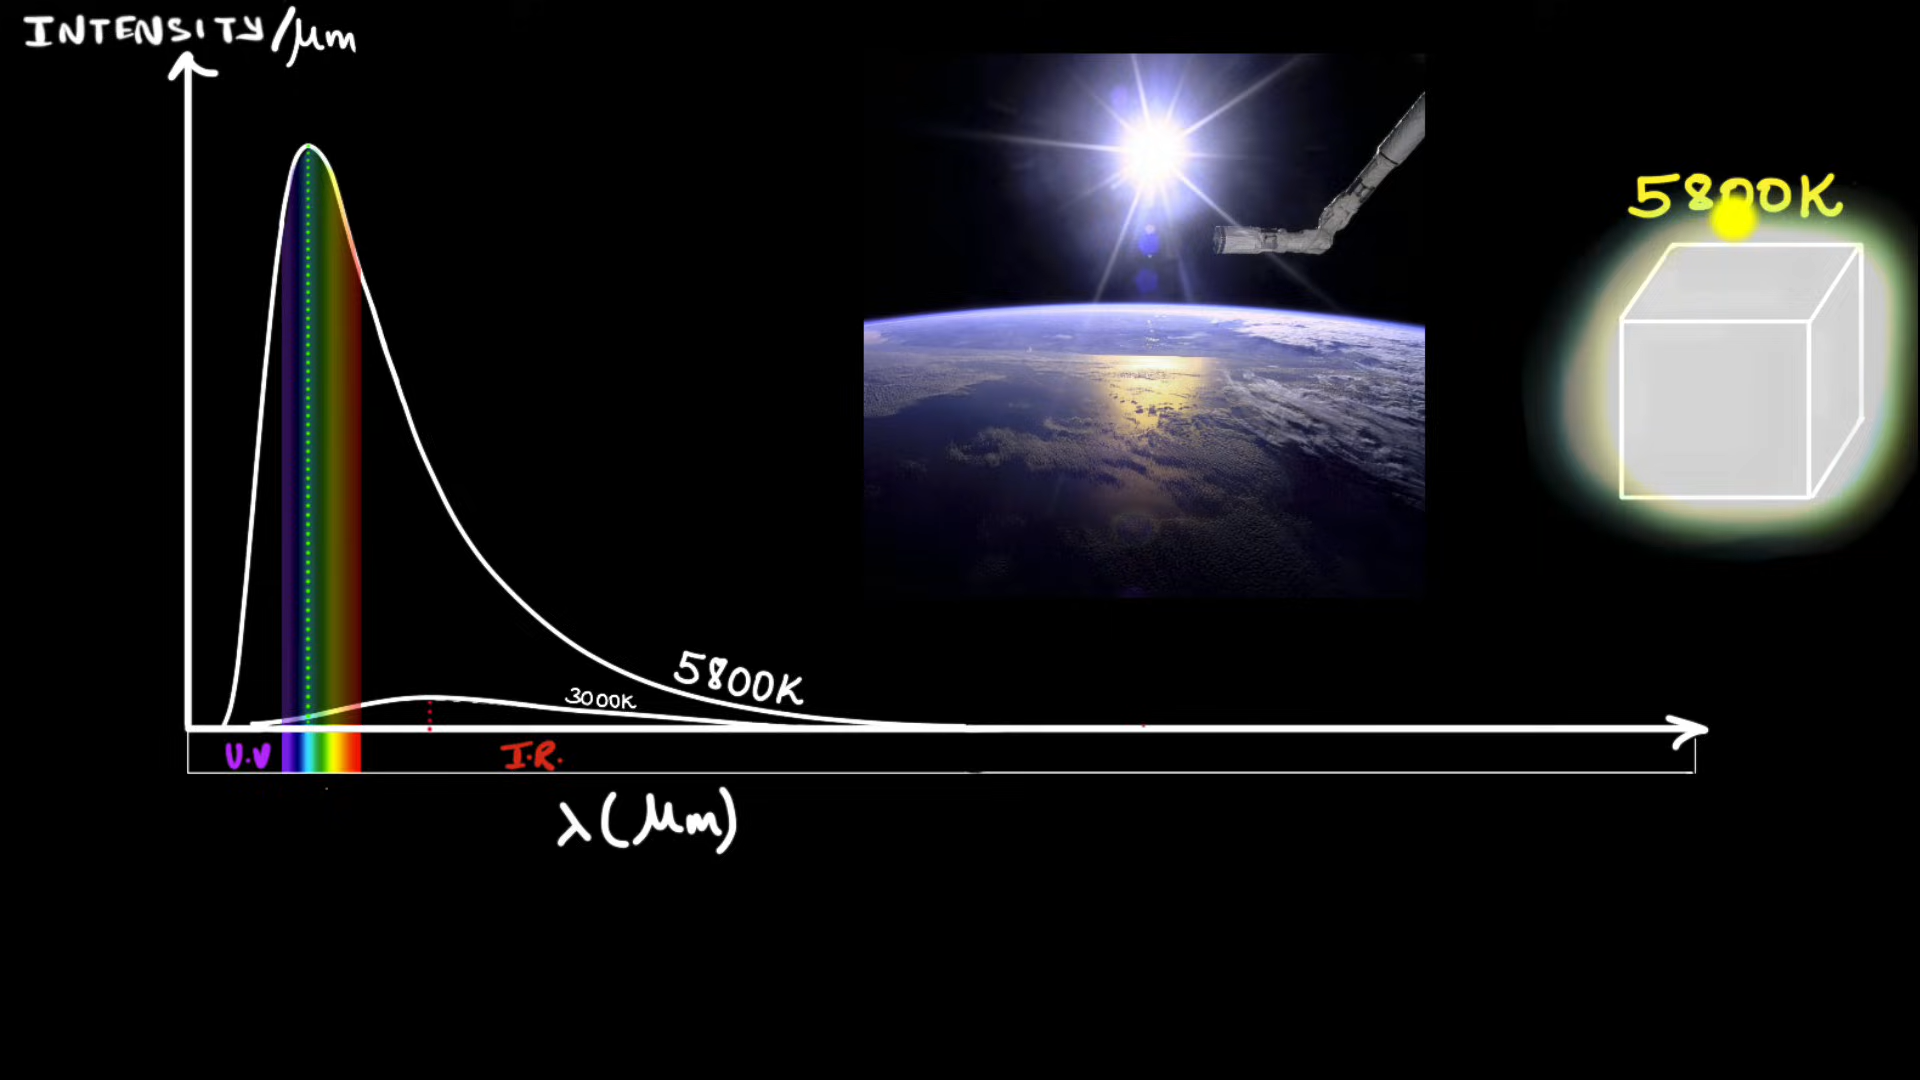 INTENSITY/μm
5800K
5800K
3000K
U.V
I.R.
λ(μm)